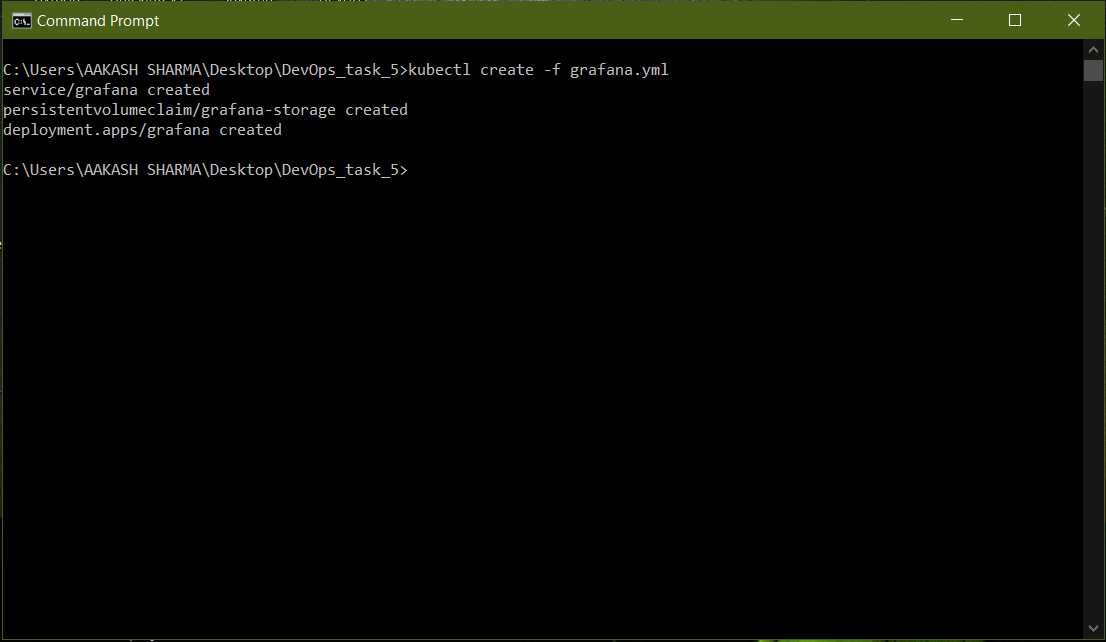 Command Prompt
C:\Users\AAKASH SHARMA\Desktop\DevOps_task_5>kubectl create -f grafana.yml
service/grafana created
persistentvolumeclaim/grafana-storage created
deployment.apps/grafana created
C:\Users\AAKASH SHARMA\Desktop\DevOps_task_5>